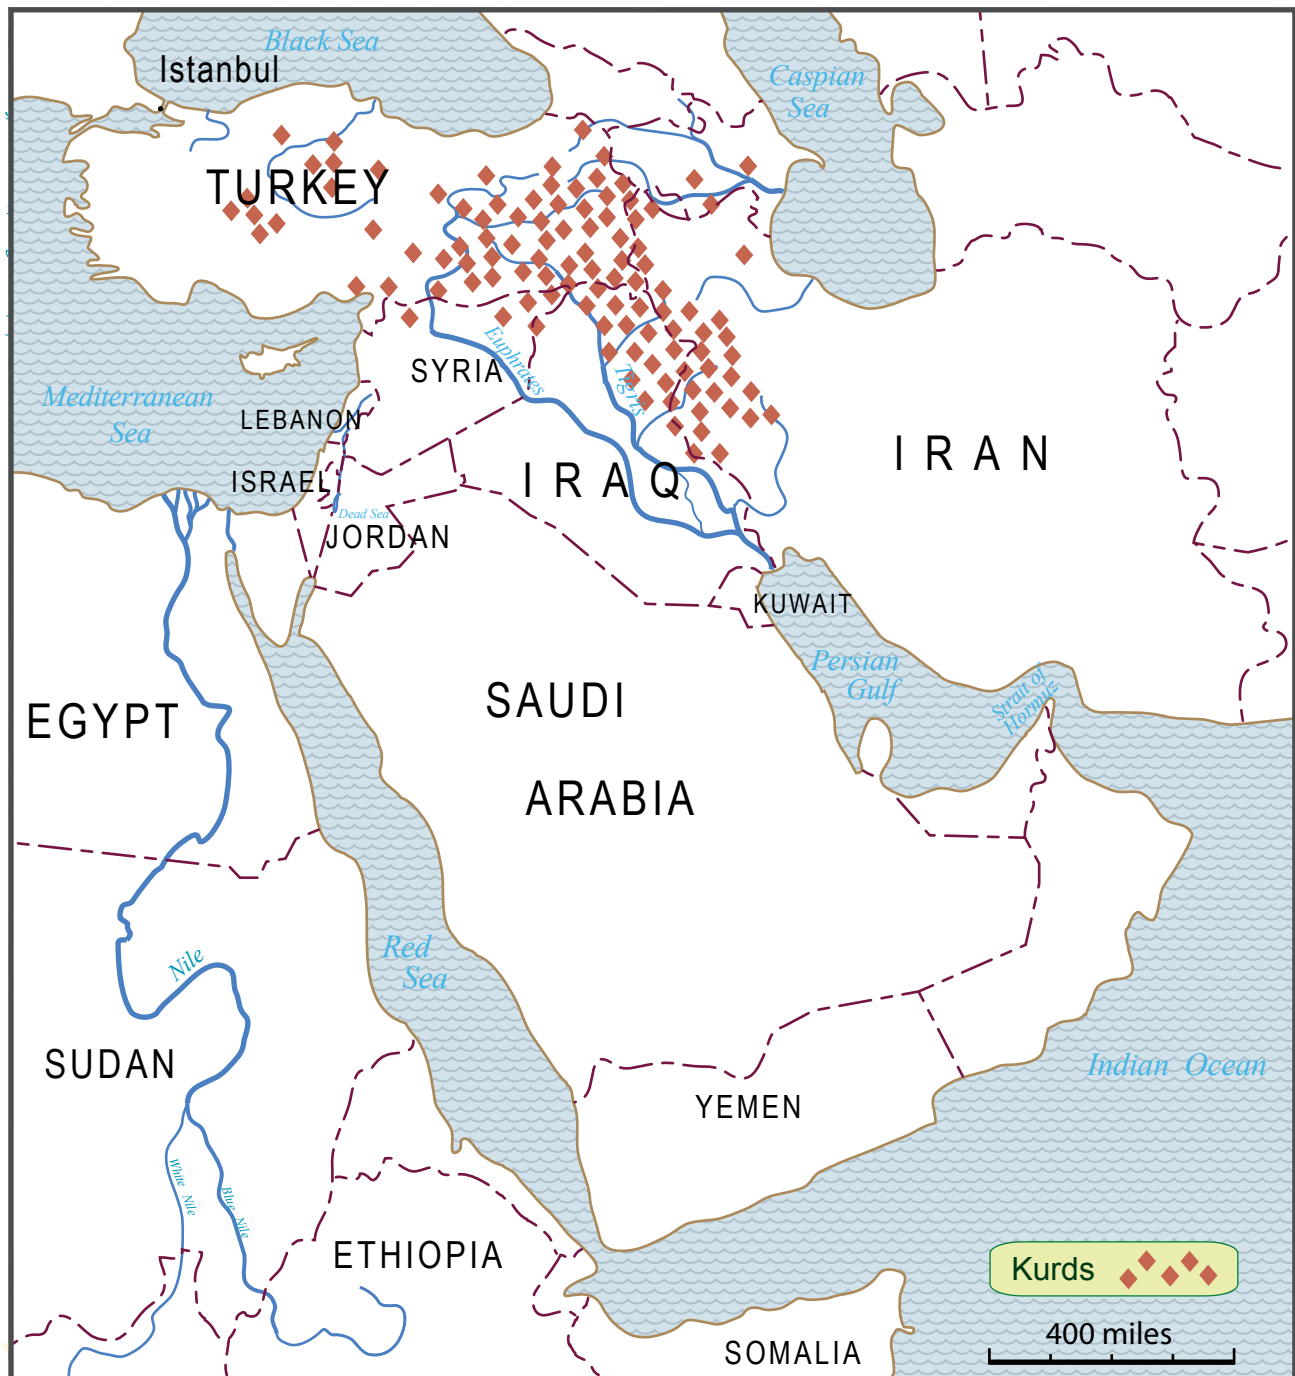 Black Sea
Istanbul
Caspian
Sea
TURKEY
Euphrates
SYRIA
Tigris
Mediterranean
Sea
LEBANON
IRAN
ISRAEL
IRAQ
Dead Sea
JORDAN
KUWAIT
Persian
Gulf
Strait of
Hormuz
SAUDI
EGYPT
ARABIA
Red
Sea
Nile
SUDAN
Indian Ocean
YEMEN
White Nile
Blue Nile
ETHIOPIA
Kurds
400 miles
SOMALIA